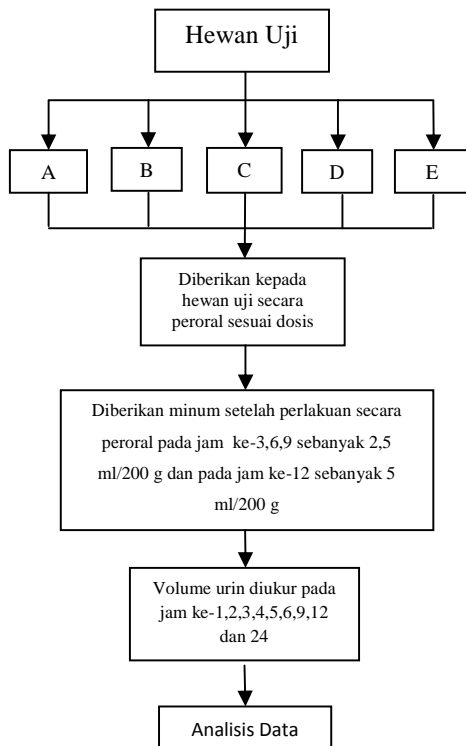 Hewan Uji
A
B
C
D
E
Diberikan kepada
hewan uji secara
peroral sesuai dosis
Diberikan minum setelah perlakuan secara
peroral pada jam ke-3,6,9 sebanyak 2,5
ml/200 g dan pada jam ke-12 sebanyak 5
ml/200 g
Volume urin diukur pada
jam ke-1,2,3,4,5,6,9,12
dan 24
Analisis Data